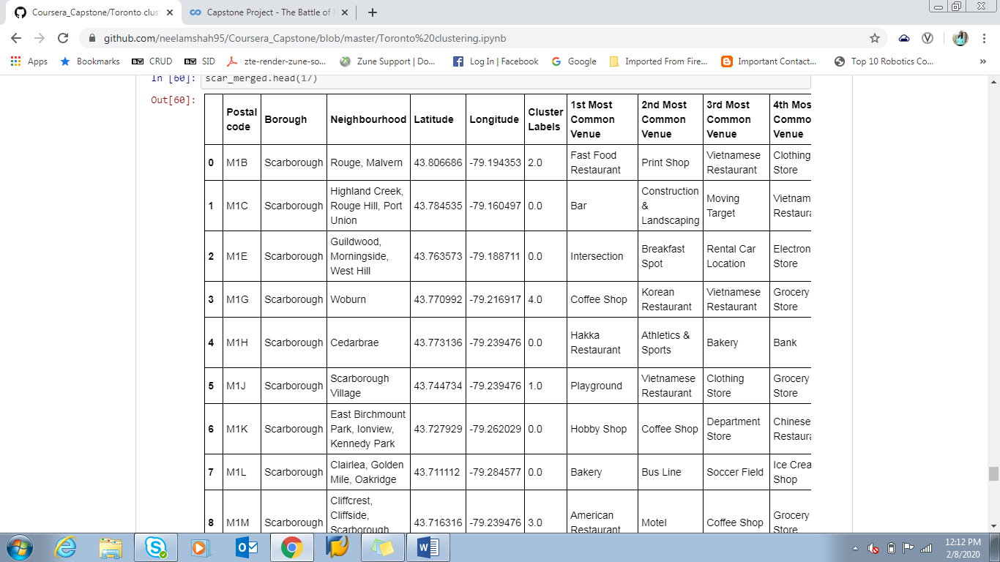 Coursera_Capstone/Toronto clus
Capstone Project - The Battle of
github.com/neelamshah95/Coursera_Capstone/blob/master/Toronto%20clustering.ipynb
Apps Bookmarks CRUD SID zte-render-zune-so... Zune Support | Do... Log In | Facebook Google Imported From Fire... Important Contact... Top 10 Robotics Co... »
In [60]: scar_merged.head(17)
Out[60]:
Postal code Borough Neighbourhood Latitude Longitude Cluster Labels 1st Most Common Venue 2nd Most Common Venue 3rd Most Common Venue 4th Mos Commo Venue
0 M1B Scarborough Rouge, Malvern 43.806686 -79.194353 2.0 Fast Food Restaurant Print Shop Vietnamese Restaurant Clothing Store
1 M1C Scarborough Highland Creek, Rouge Hill, Port Union 43.784535 -79.160497 0.0 Bar Construction & Landscaping Moving Target Vietnam Restaura
2 M1E Scarborough Guildwood, Morningside, West Hill 43.763573 -79.188711 0.0 Intersection Breakfast Spot Rental Car Location Electron Store
3 M1G Scarborough Woburn 43.770992 -79.216917 4.0 Coffee Shop Korean Restaurant Vietnamese Restaurant Grocery Store
4 M1H Scarborough Cedarbrae 43.773136 -79.239476 0.0 Hakka Restaurant Athletics & Sports Bakery Bank
5 M1J Scarborough Scarborough Village 43.744734 -79.239476 1.0 Playground Vietnamese Restaurant Clothing Store Grocery Store
6 M1K Scarborough East Birchmount Park, Ionview, Kennedy Park 43.727929 -79.262029 0.0 Hobby Shop Coffee Shop Department Store Chinese Restaura
7 M1L Scarborough Clairlea, Golden Mile, Oakridge 43.711112 -79.284577 0.0 Bakery Bus Line Soccer Field Ice Crea Shop
8 M1M Scarborough Cliffcrest, Cliffside, Scarborough 43.716316 -79.239476 3.0 American Restaurant Motel Coffee Shop Grocery Store
12:12 PM
2/8/2020